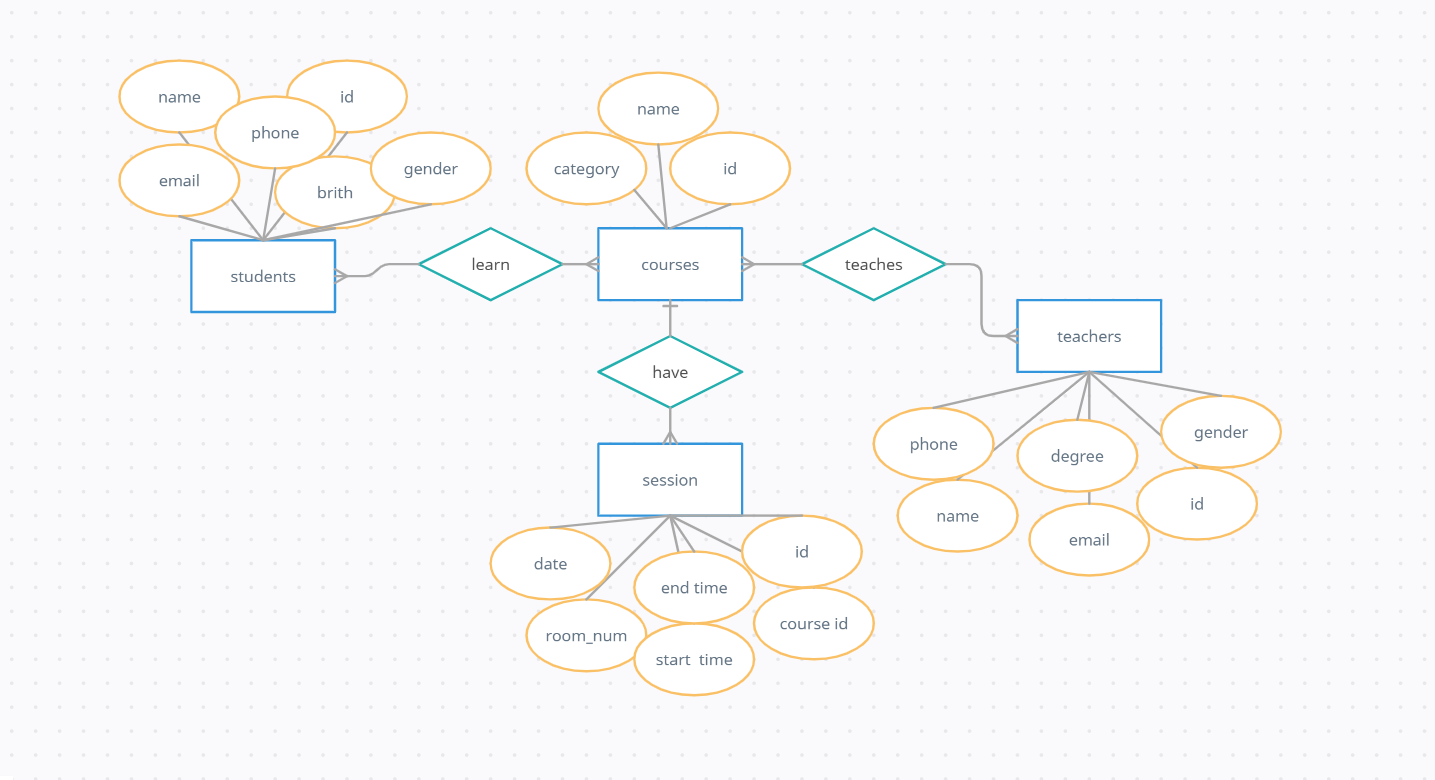 name
id
phone
email
brith
gender
students
learn
name
category
id
courses
teaches
teachers
have
session
phone
name
degree
email
gender
id
date
room_num
end time
start  time
id
course id